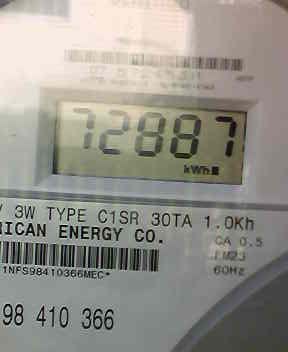 72887
kWh
V 3W TYPE C1SR 30TA 1.0Kh
RICAN ENERGY CO.
CA 0.5
FM23
60Hz
1NFS98410366MEC*
98 410 366